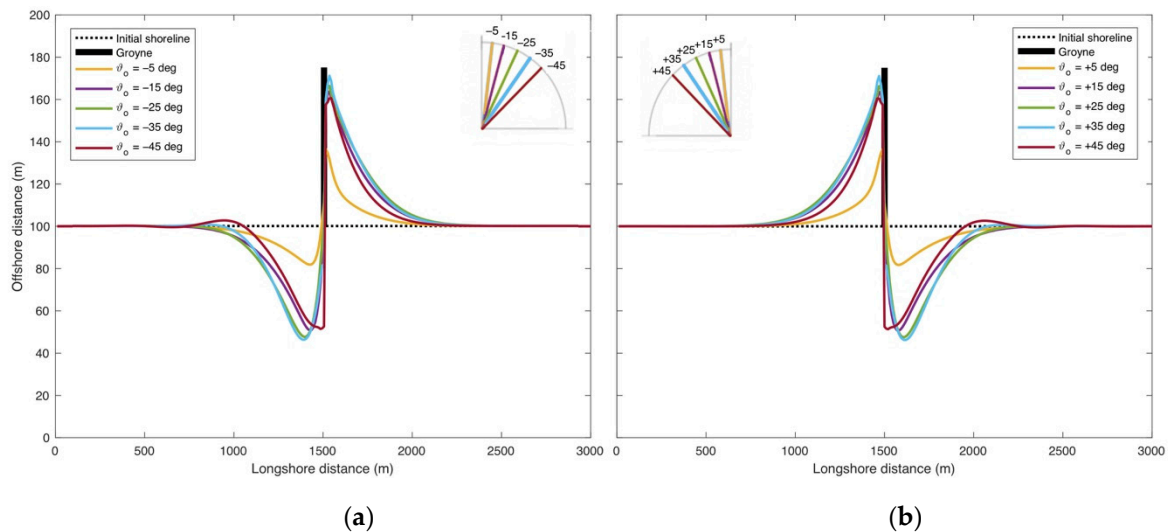 200
180
160
140
120
100
80
60
40
20
0
Offshore distance (m)
Initial shoreline
Groyne
ϑo = −5 deg
ϑo = −15 deg
ϑo = −25 deg
ϑo = −35 deg
ϑo = −45 deg
−5
−15
−25
−35
−45
0
500
1000
1500
2000
2500
3000
Longshore distance (m)
(a)
+45
+35
+25
+15
+5
Initial shoreline
Groyne
ϑo = +5 deg
ϑo = +15 deg
ϑo = +25 deg
ϑo = +35 deg
ϑo = +45 deg
0
500
1000
1500
2000
2500
3000
Longshore distance (m)
(b)